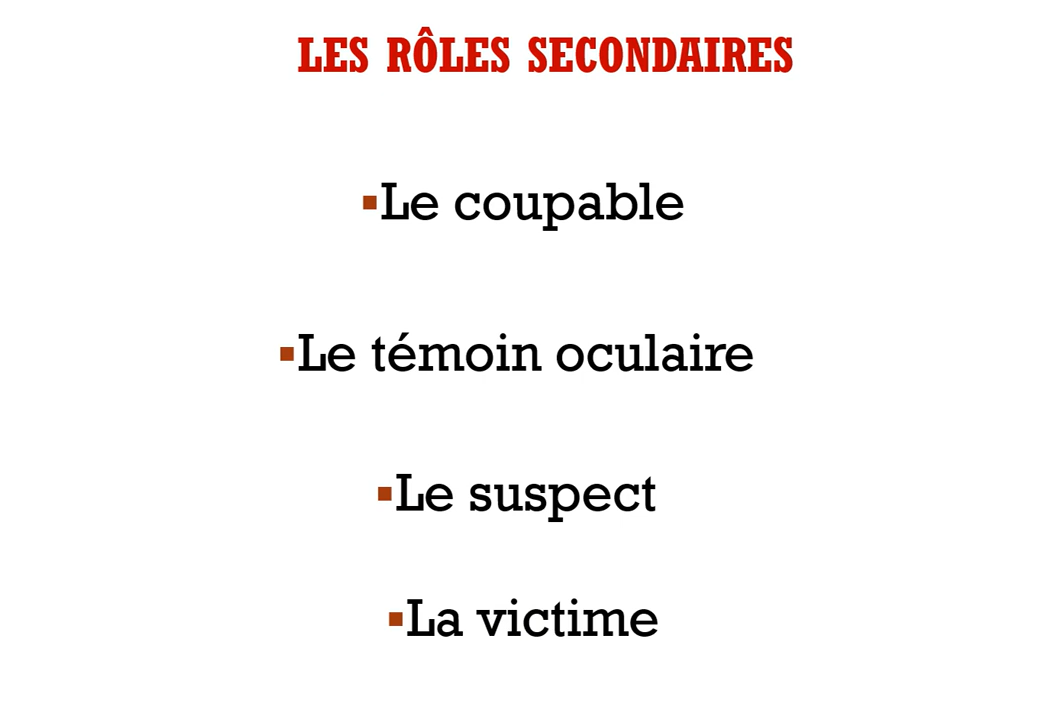 LES RÔLES SECONDAIRES
▪Le coupable
▪Le témoin oculaire
▪Le suspect
▪La victime